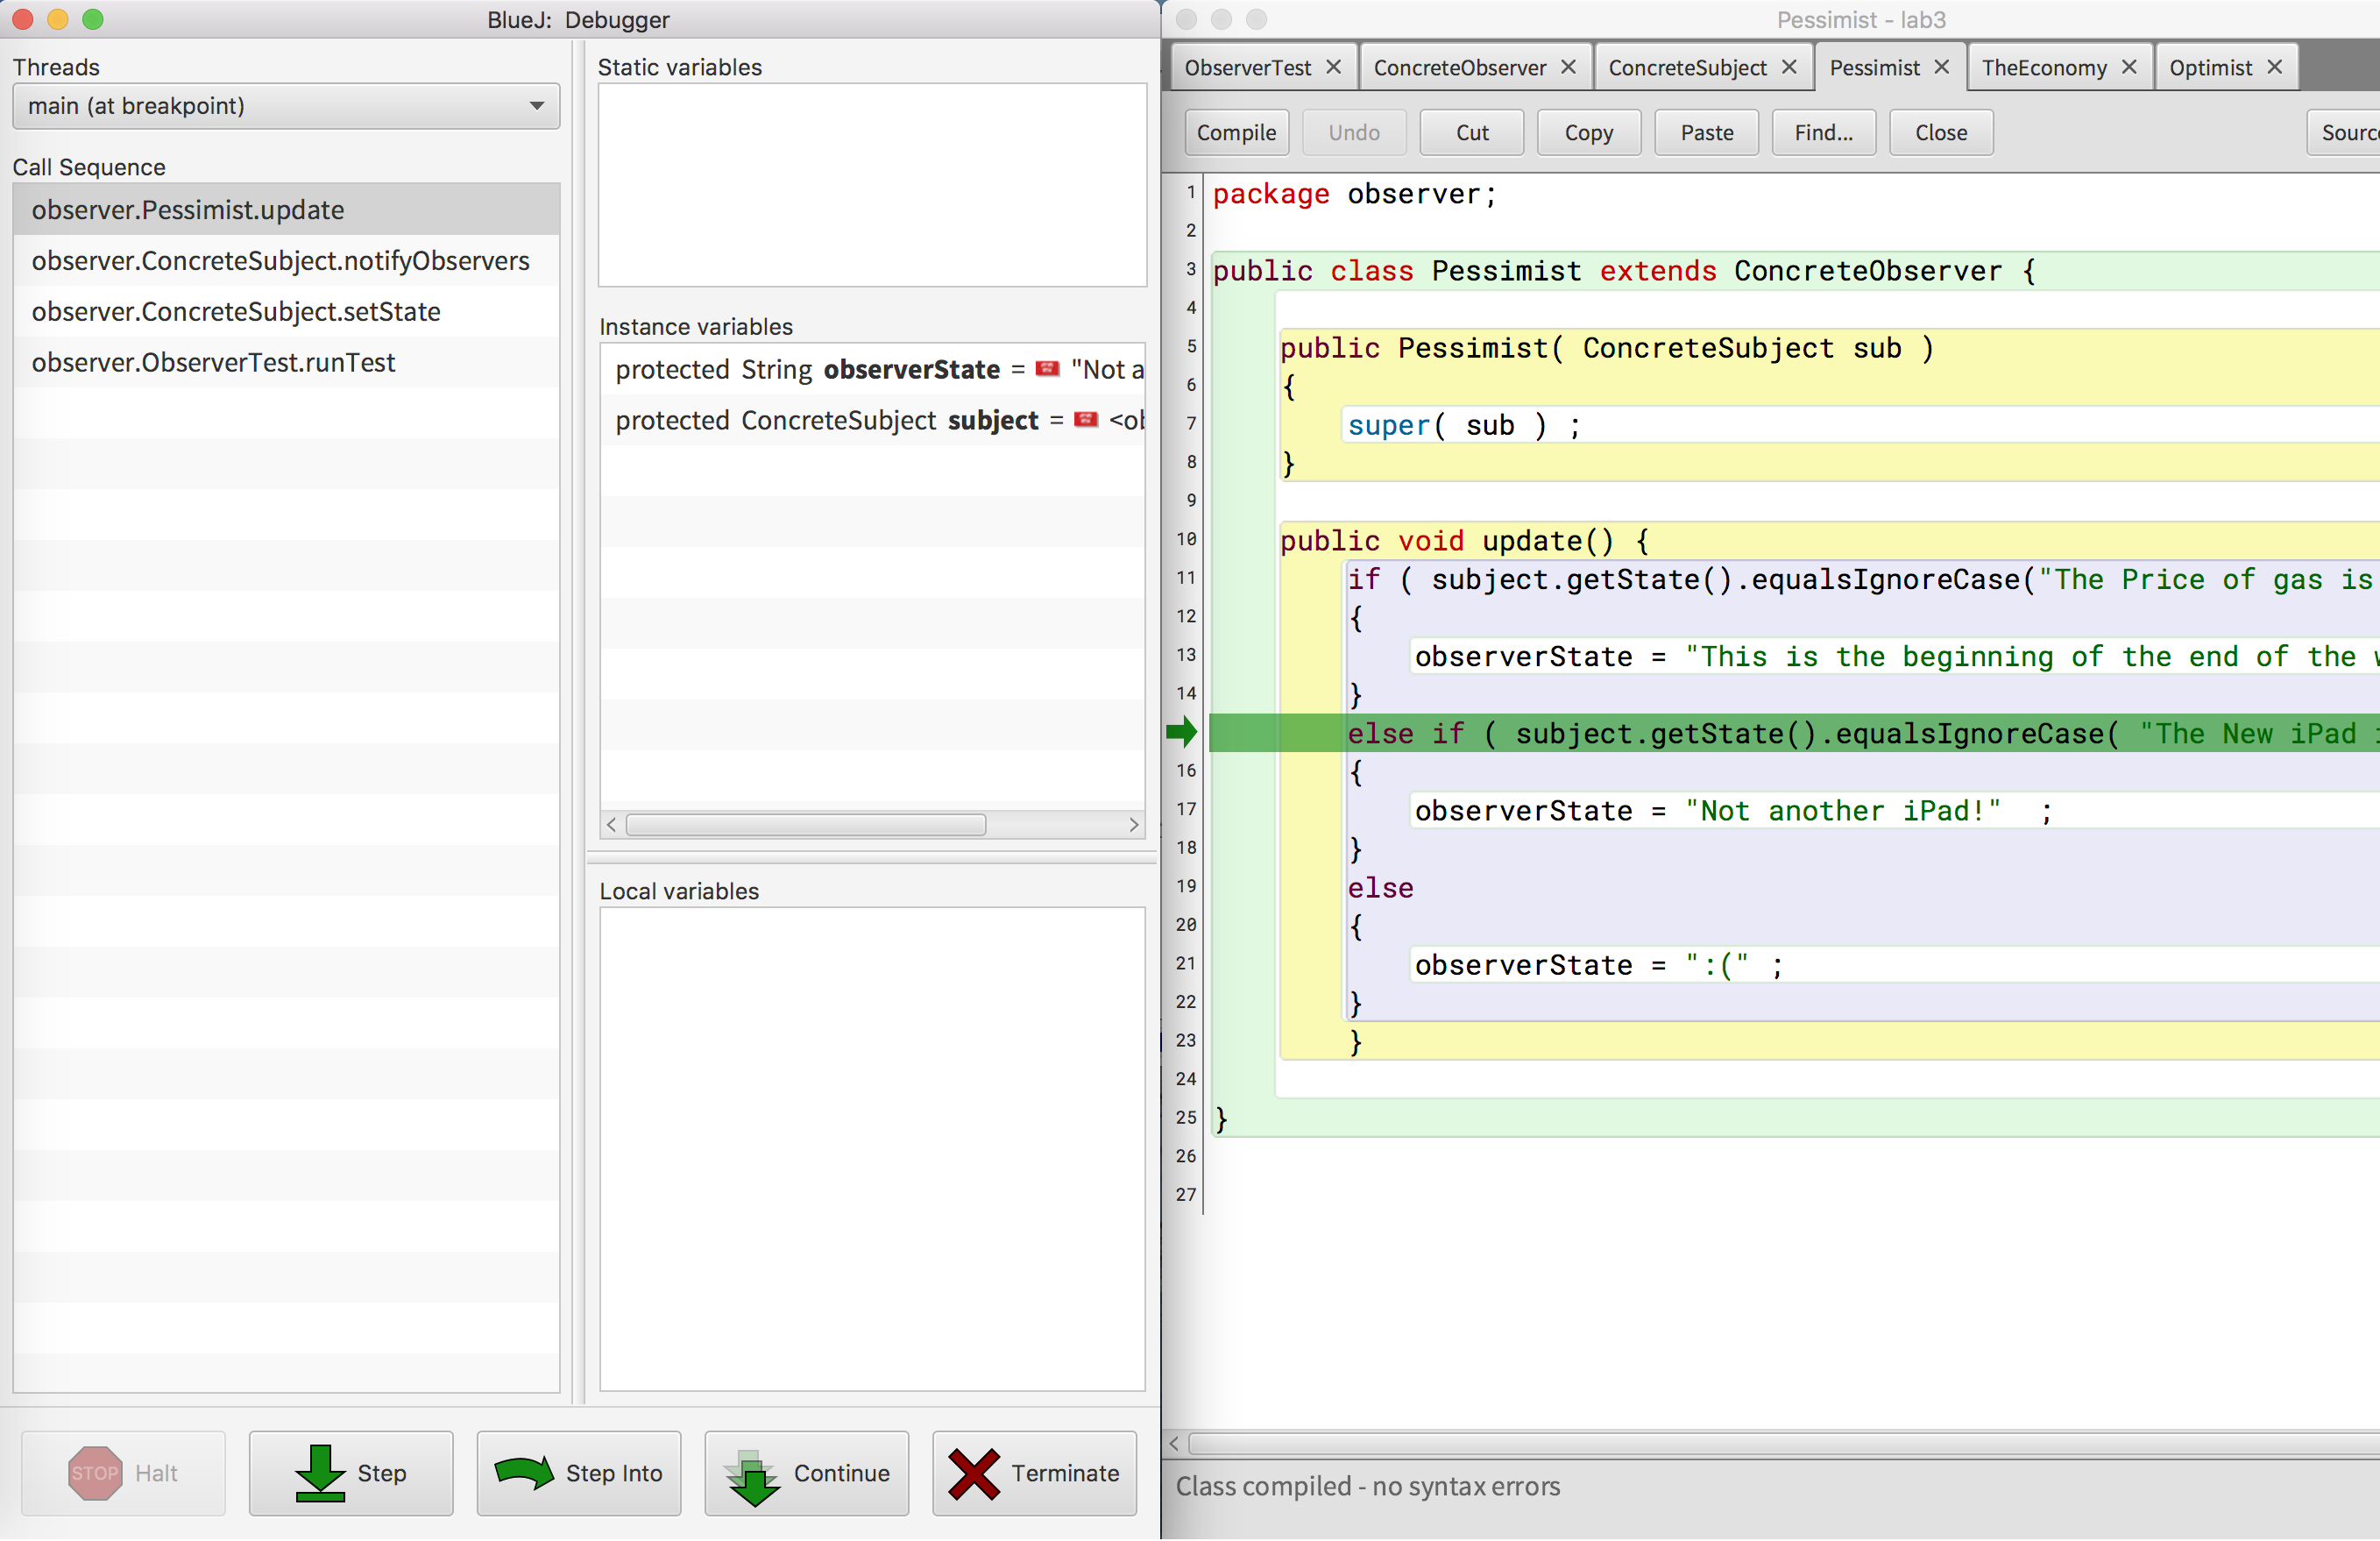 BlueJ: Debugger
Threads
main (at breakpoint)
Call Sequence
observer.Pessimist.update
observer.ConcreteSubject.notifyObservers
observer.ConcreteSubject.setState
observer.ObserverTest.runTest
Static variables
Instance variables
protected String observerState = "Not a
protected ConcreteSubject subject = <ob
Local variables
STOP Halt
Step
Step Into
Continue
Terminate
Pessimist - lab3
ObserverTest ConcreteObserver ConcreteSubject Pessimist TheEconomy Optimist
Compile Undo Cut Copy Paste Find... Close Sourc
1 package observer;
2
3 public class Pessimist extends ConcreteObserver {
4
5 public Pessimist( ConcreteSubject sub )
6 {
7 super( sub ) ;
8 }
9
10 public void update() {
11 if ( subject.getState().equalsIgnoreCase("The Price of gas is
12 {
13 observerState = "This is the beginning of the end of the w
14 }
else if ( subject.getState().equalsIgnoreCase( "The New iPad i
16 {
17 observerState = "Not another iPad!" ;
18 }
19 else
20 {
21 observerState = ":(" ;
22 }
23 }
24
25 }
26
27
Class compiled - no syntax errors